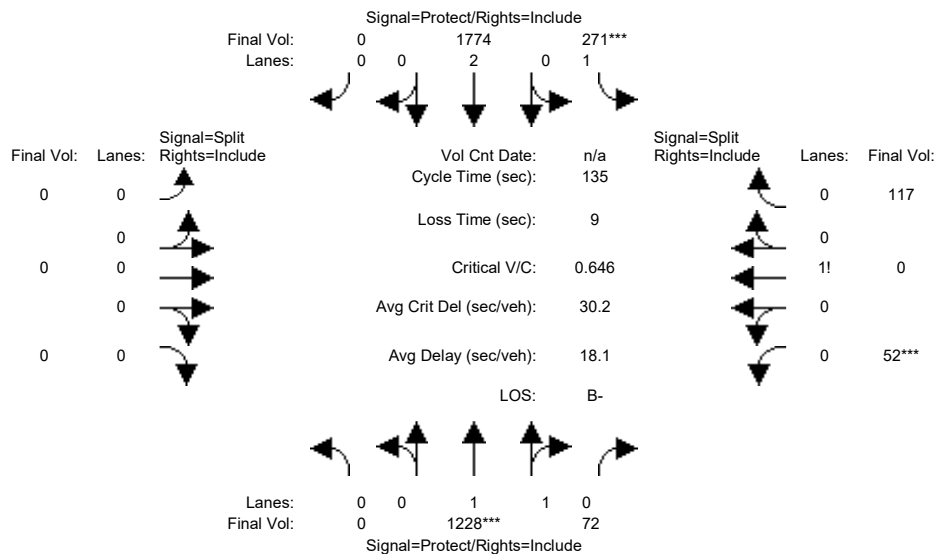 Signal=Protect/Rights=Include
Final Vol: 0 1774 271***
Lanes: 0 0 2 0 1
Signal=Split
Final Vol: Lanes: Rights=Include
Vol Cnt Date: n/a
Signal=Split
Rights=Include Lanes: Final Vol:
Cycle Time (sec): 135
0 0
0 117
Loss Time (sec): 9
0
0
0 0
Critical V/C: 0.646
1! 0
0
Avg Crit Del (sec/veh): 30.2
0
0 0
Avg Delay (sec/veh): 18.1
0 52***
LOS: B-
Lanes: 0 0 1 1 0
Final Vol: 0 1228*** 72
Signal=Protect/Rights=Include